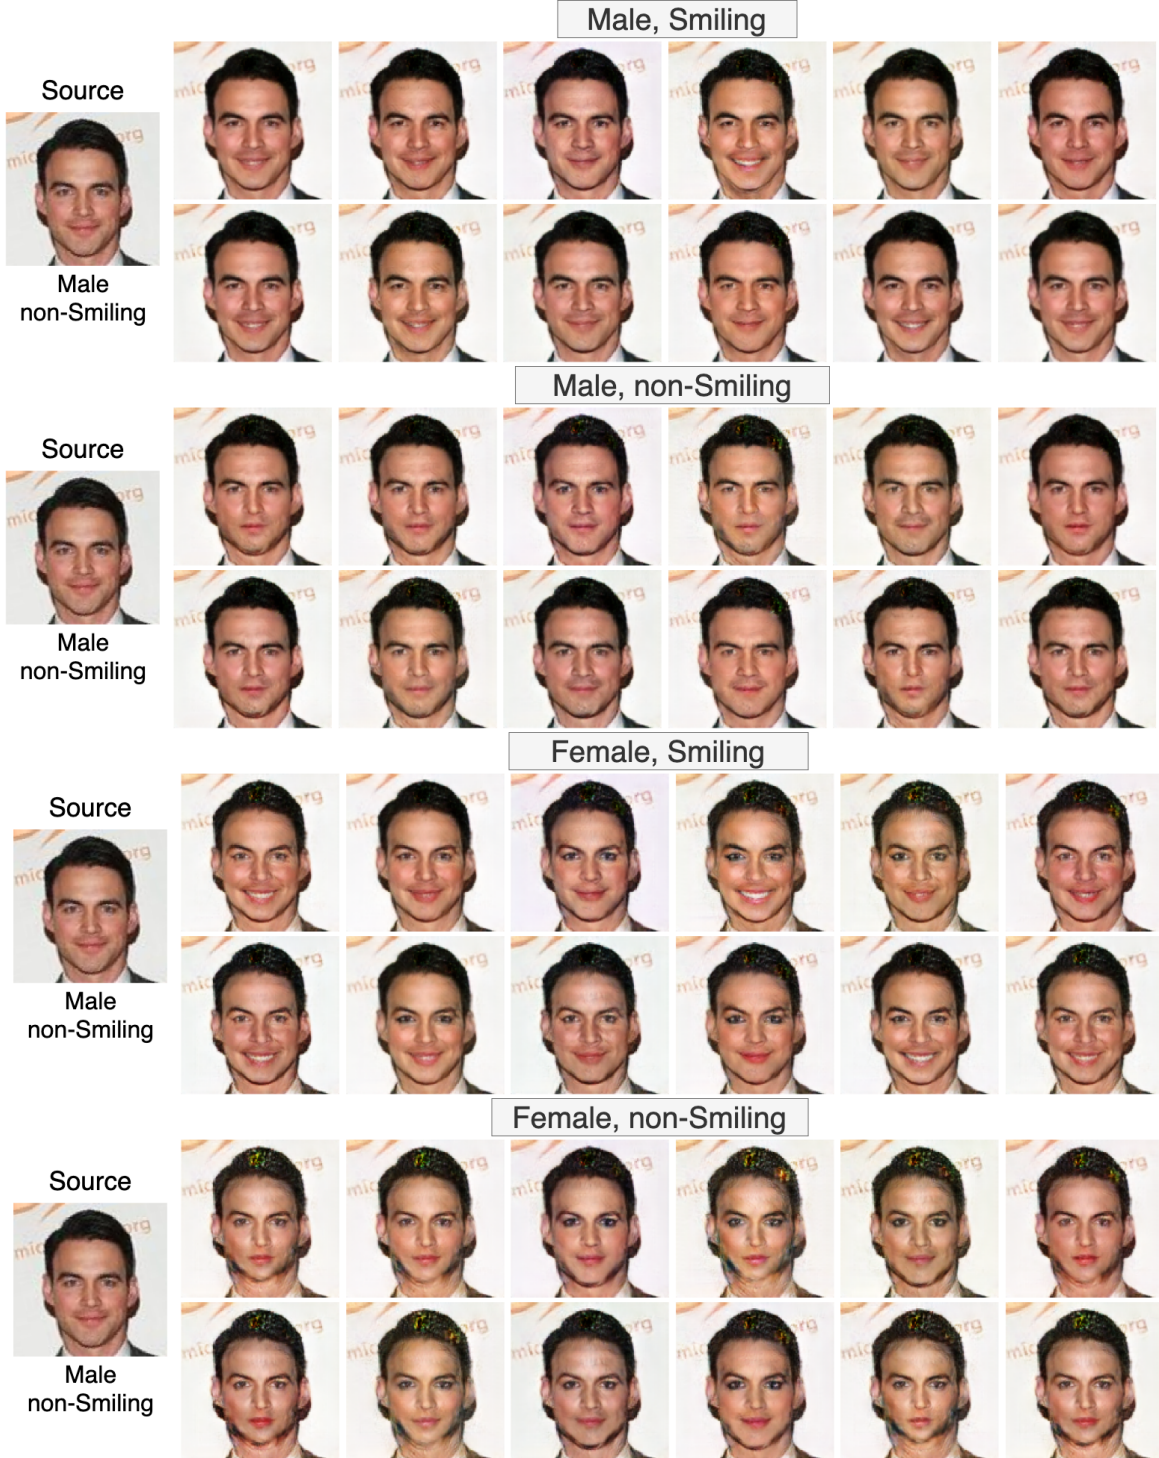 Male, Smiling
Source
Male
non-Smiling
Male, non-Smiling
Source
Male
non-Smiling
Female, Smiling
Source
Male
non-Smiling
Female, non-Smiling
Source
Male
non-Smiling